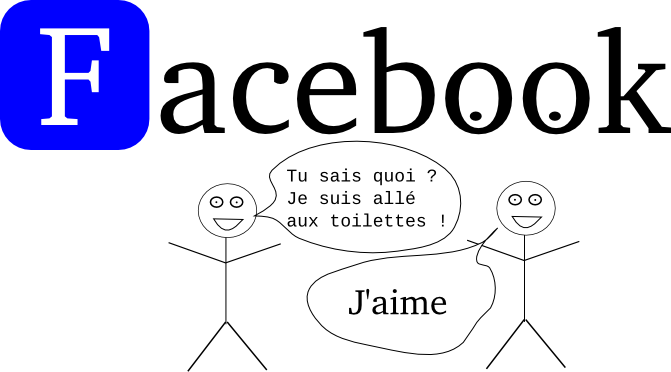 Facebook
Tu sais quoi ?
Je suis allé
aux toilettes !
J'aime